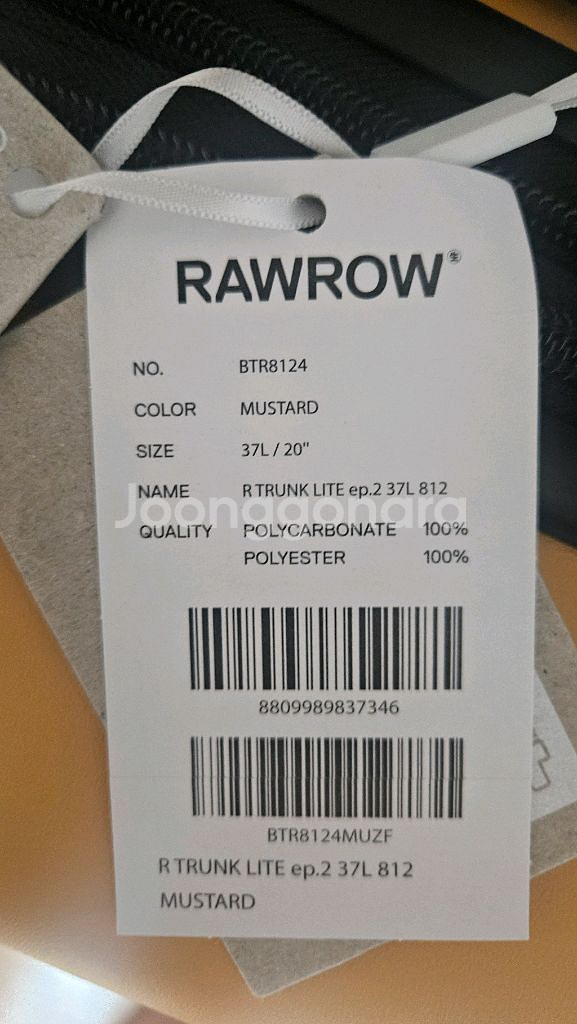 RAWROW
NO. BTR8124
COLOR MUSTARD
SIZE 37L / 20"
NAME R TRUNK LITE ep.2 37L 812
Joonggonara
QUALITY POLYCARBONATE 100%
POLYESTER 100%
8809989837346
BTR8124MUZF
R TRUNK LITE ep.2 37L 812
MUSTARD